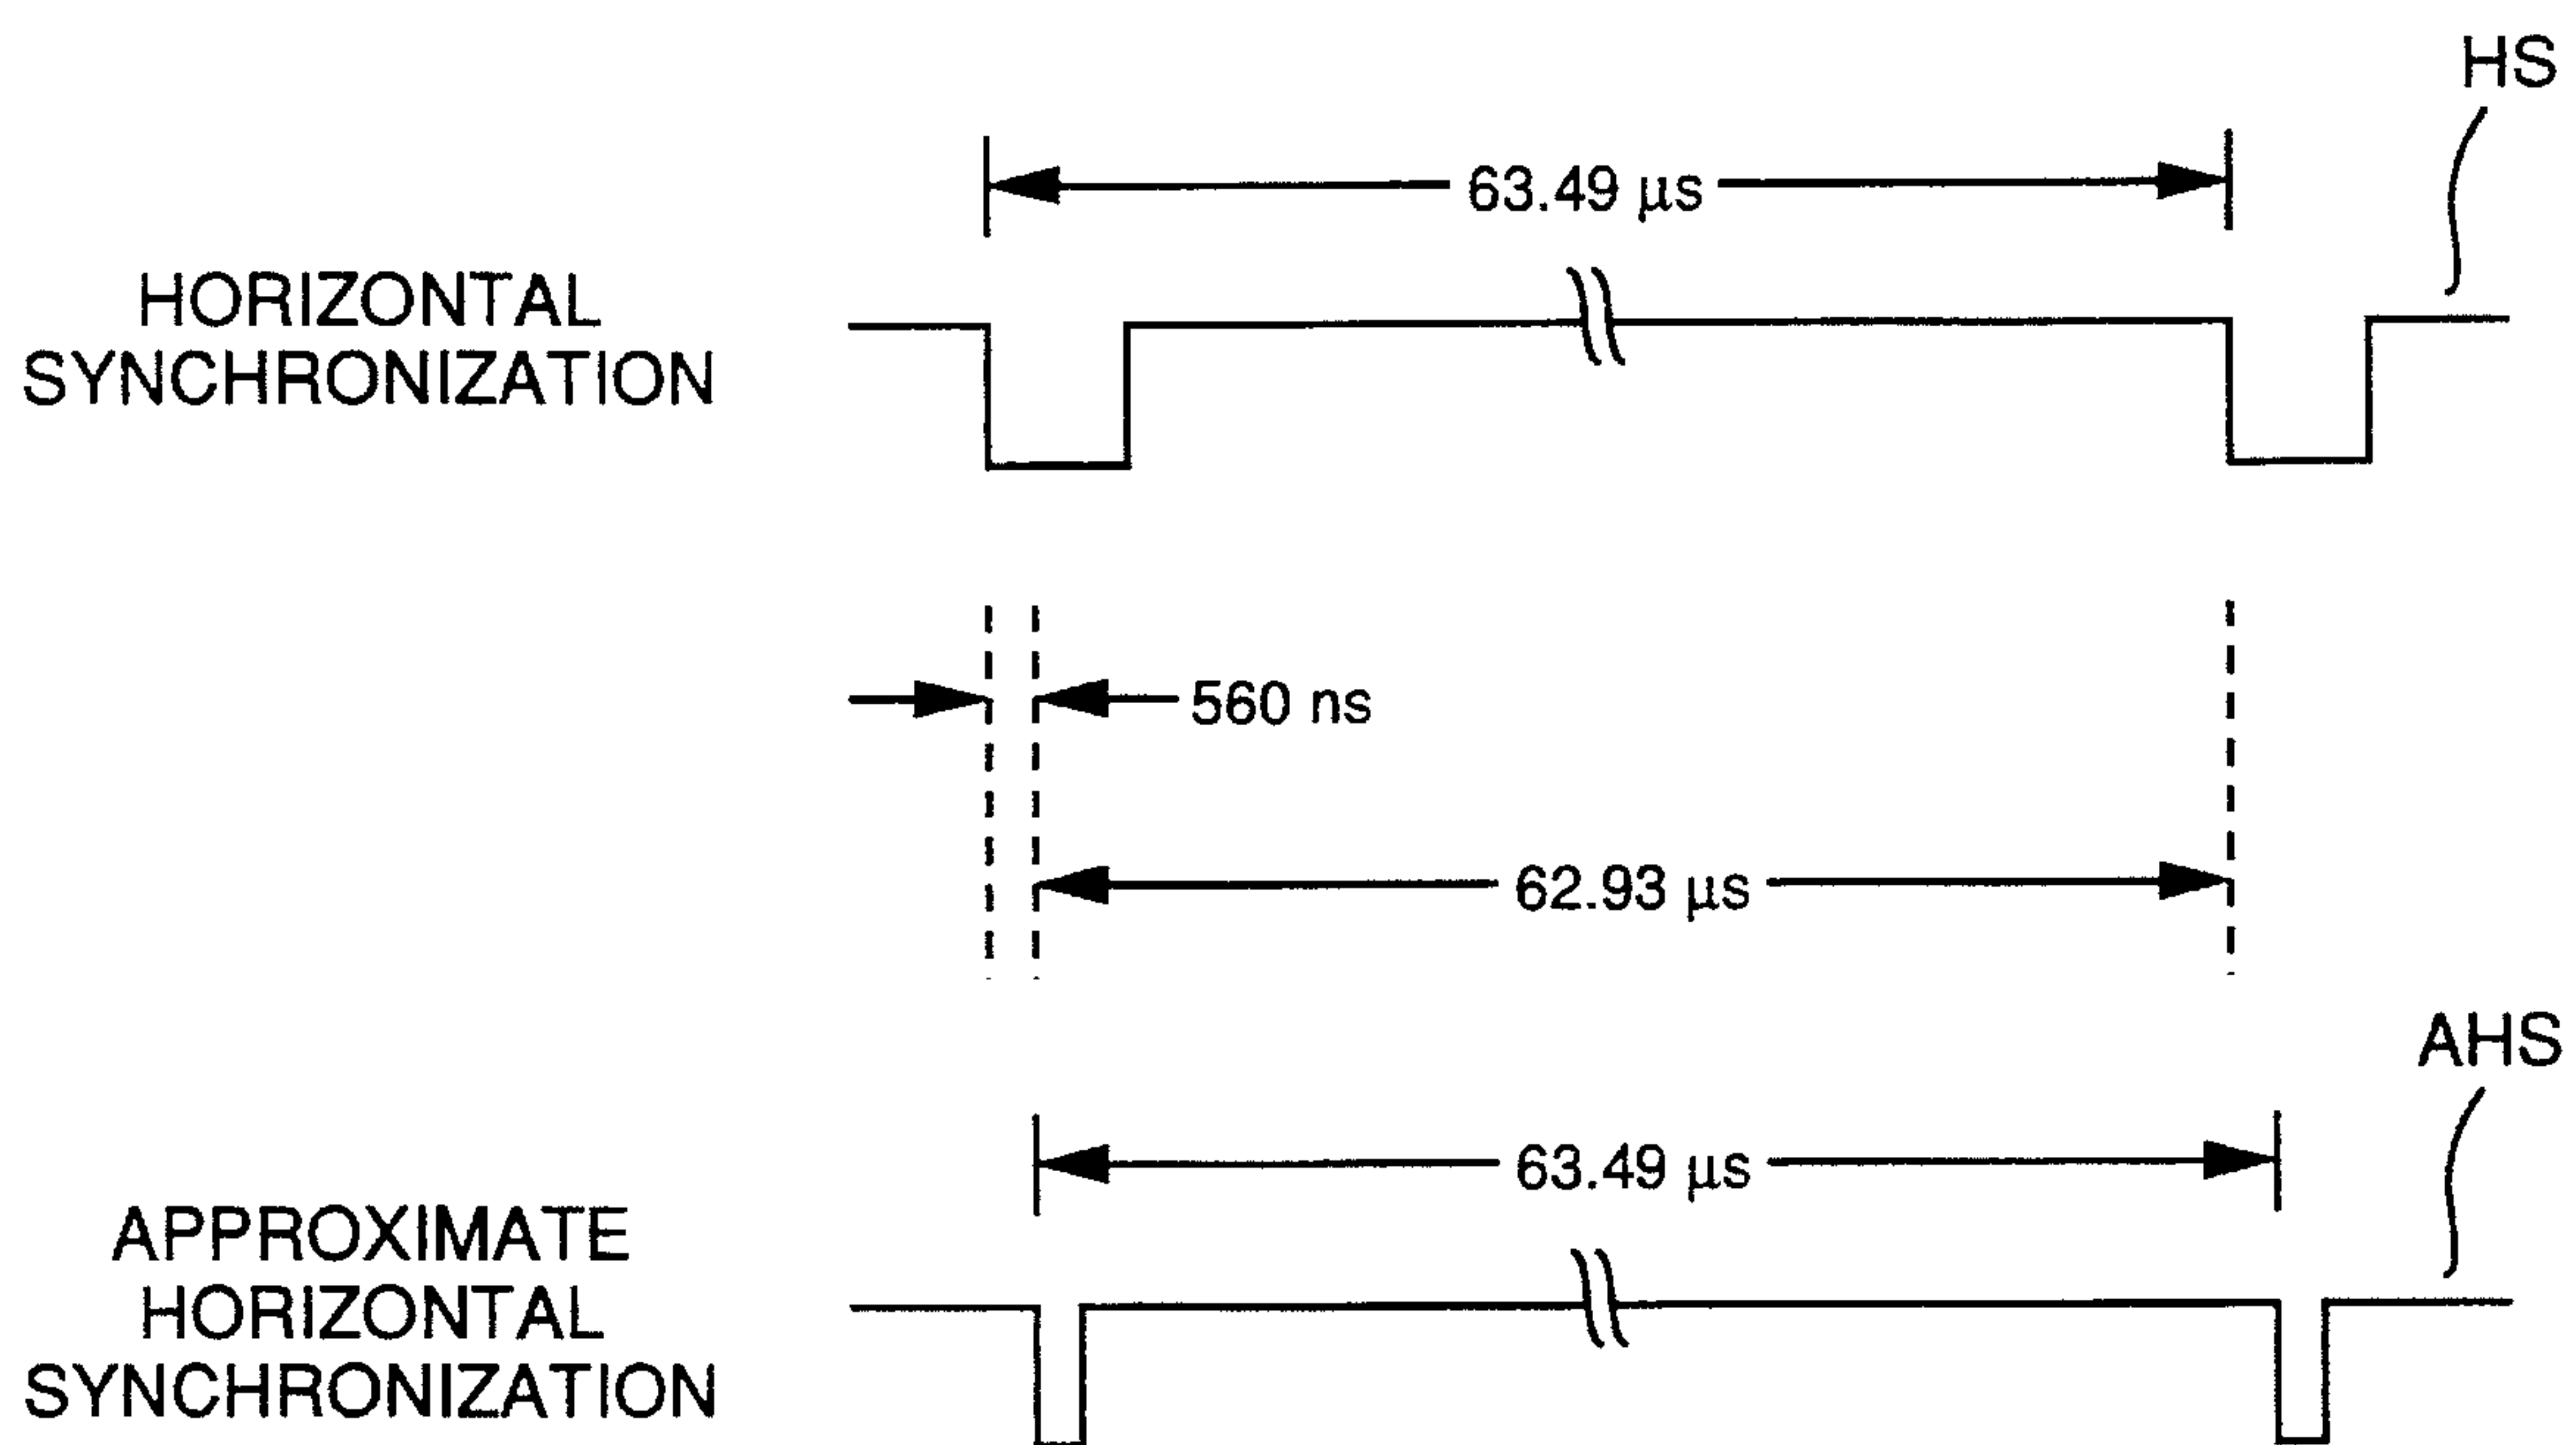 HS
63.49 µs
HORIZONTAL
SYNCHRONIZATION
560 ns
62.93 µs
AHS
63.49 µs
APPROXIMATE
HORIZONTAL
SYNCHRONIZATION